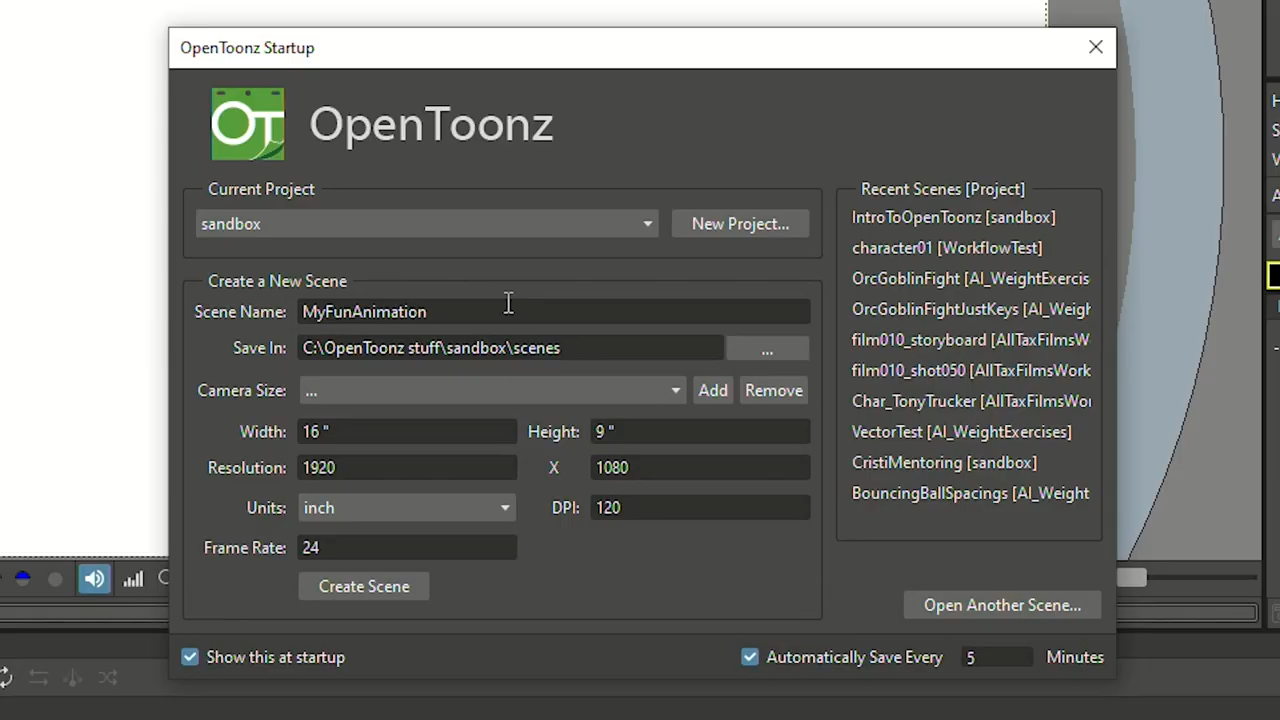 OpenToonz Startup
OT OpenToonz
Current Project
sandbox New Project...
Create a New Scene
Scene Name: MyFunAnimation
Save In: C:\OpenToonz stuff\sandbox\scenes ...
Camera Size: ... Add Remove
Width: 16 " Height: 9 "
Resolution: 1920 X 1080
Units: inch DPI: 120
Frame Rate: 24
Create Scene
Recent Scenes [Project]
IntroToOpenToonz [sandbox]
character01 [WorkflowTest]
OrcGoblinFight [AI_WeightExercis
OrcGoblinFightJustKeys [AI_Weigh
film010_storyboard [AllTaxFilmsW
film010_shot050 [AllTaxFilmsWork
Char_TonyTrucker [AllTaxFilmsWor
VectorTest [AI_WeightExercises]
CristiMentoring [sandbox]
BouncingBallSpacings [AI_Weight
Open Another Scene...
Show this at startup
Automatically Save Every 5 Minutes